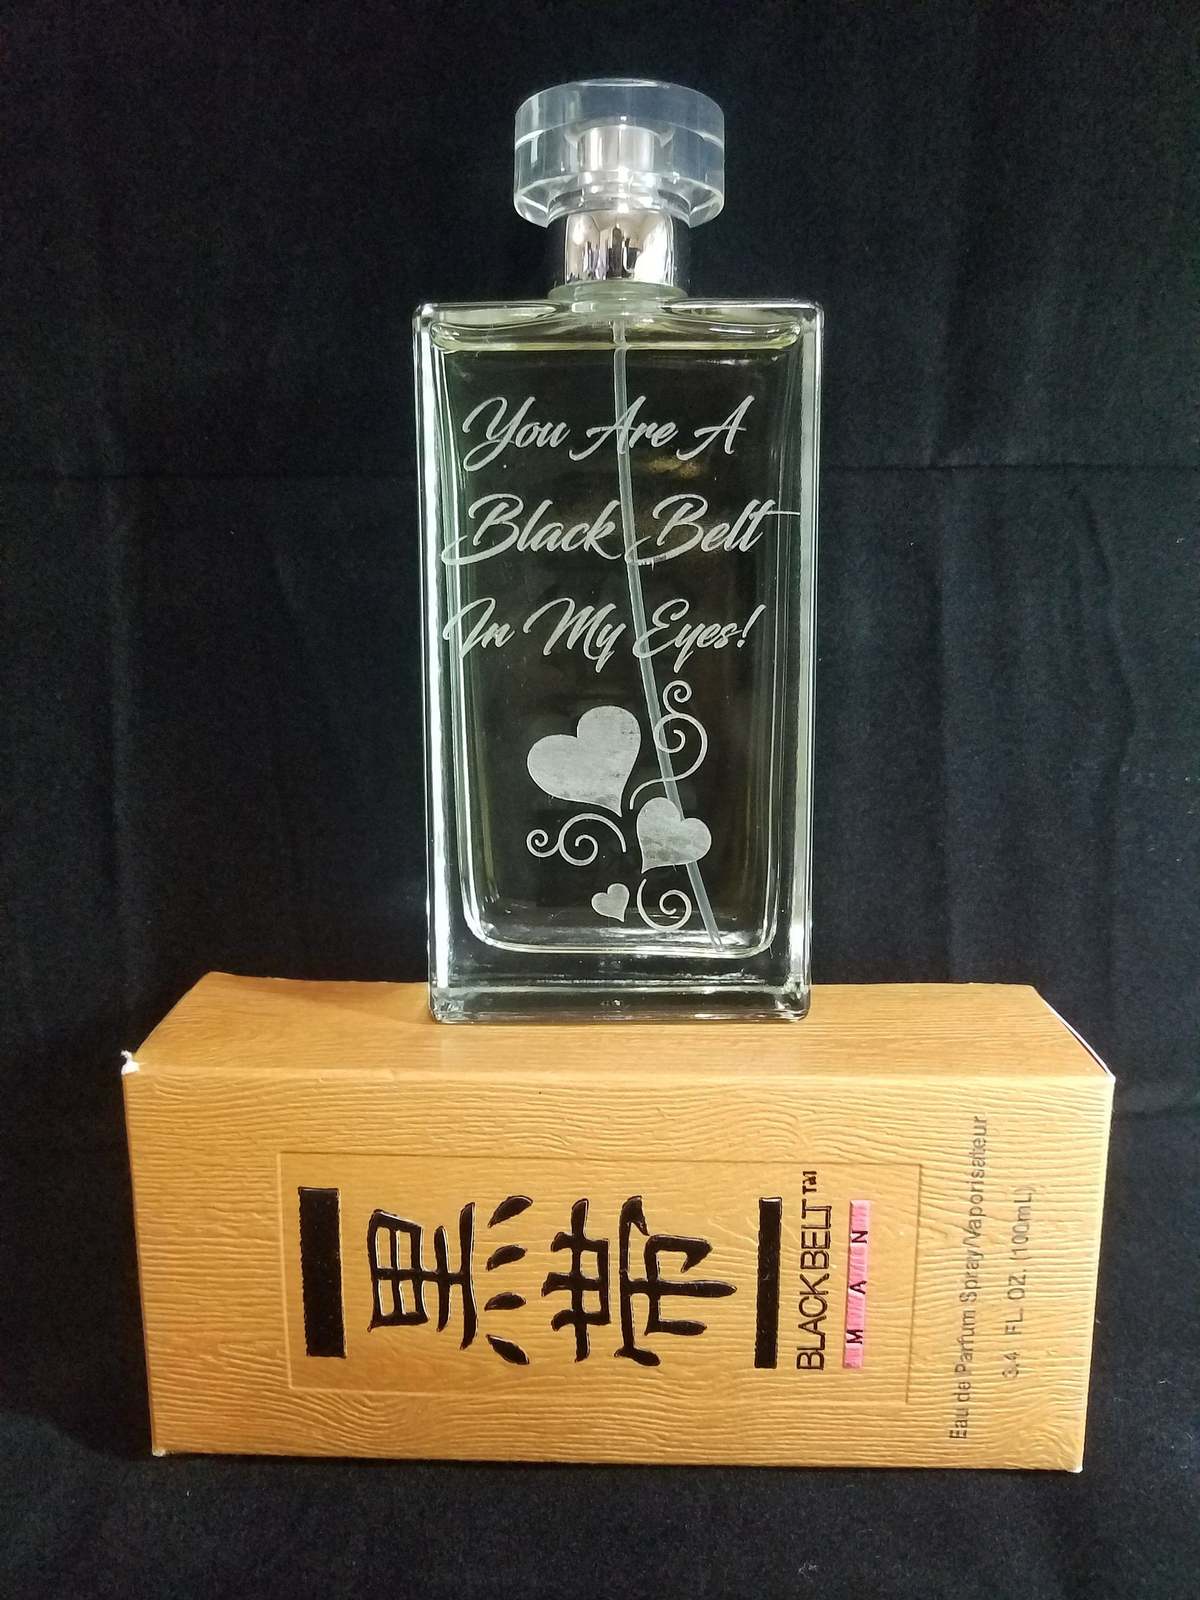 You Are A
Black Belt
In My Eyes!
黒帯
BLACK BELT™
MAN
Eau de Parfum Spray/Vaporisateur
3.4 FL. OZ. (100mL)